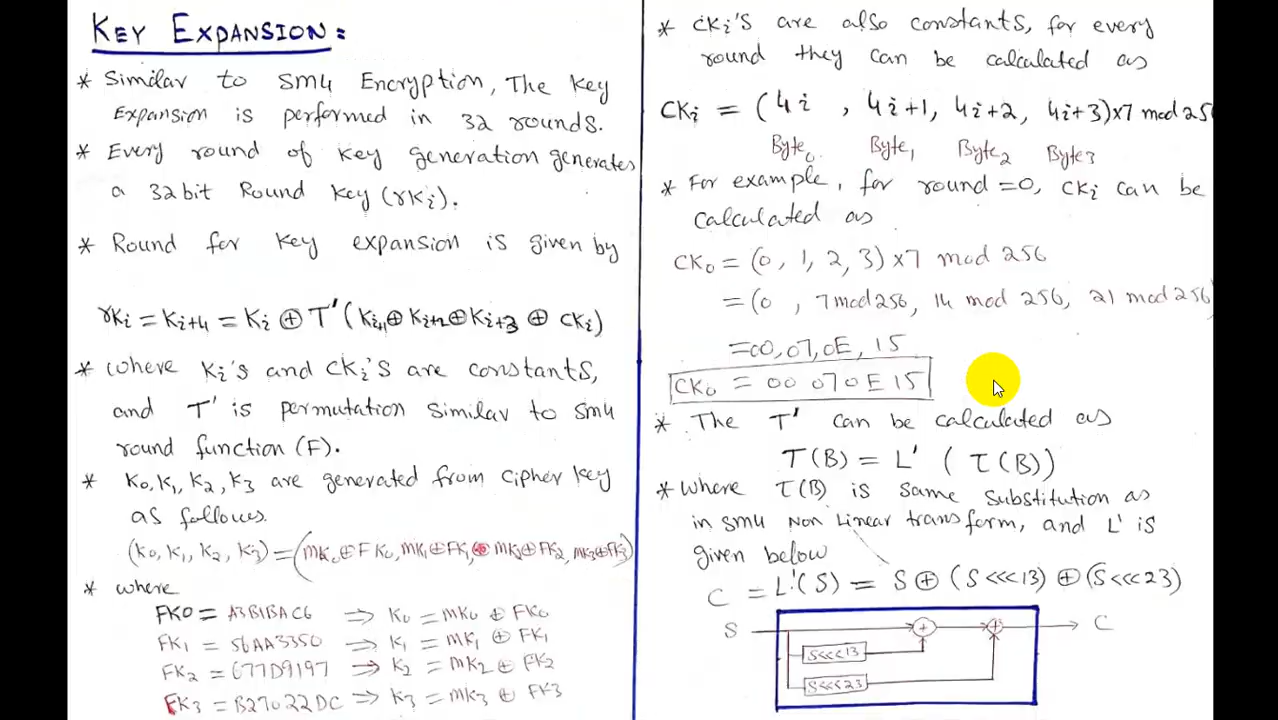 KEY EXPANSION:
* Similar to SM4 Encryption, The Key
Expansion is performed in 32 rounds.
* Every round of Key generation generates
a 32 bit Round Key (rKi).
* Round for Key expansion is given by
rKi = Ki+4 = Ki ⊕ T' (Ki+1 ⊕ Ki+2 ⊕ Ki+3 ⊕ CKi)
* where Ki's and CKi's are constants,
and T' is permutation similar to SM4
round function (F).
* K0, K1, K2, K3 are generated from cipher key
as follows.
(K0, K1, K2, K3) = (MK0 ⊕ FK0, MK1 ⊕ FK1 ⊕ MK2 ⊕ FK2, MK3 ⊕ FK3)
* where
FK0 = A3B1BAC6 ⇒ K0 = MK0 ⊕ FK0
FK1 = 56AA3350 ⇒ K1 = MK1 ⊕ FK1
FK2 = 677D9197 ⇒ K2 = MK2 ⊕ FK2
FK3 = B27022DC ⇒ K3 = MK3 ⊕ FK3
* CKi's are also constants, for every
round they can be calculated as
CKi = (4i, 4i+1, 4i+2, 4i+3)x7 mod 256
Byte0 Byte1 Byte2 Byte3
* For example, for round = 0, CKi can be
calculated as
CK0 = (0, 1, 2, 3) x7 mod 256
= (0, 7 mod 256, 14 mod 256, 21 mod 256)
= 00, 07, 0E, 15
CK0 = 00 07 0E 15
* The T' can be calculated as
T(B) = L' (τ(B))
* Where τ(B) is same substitution as
in SM4 Non Linear transform, and L' is
given below
C = L'(S) = S ⊕ (S <<< 13) ⊕ (S <<< 23)
S + + C
S<<<13
S<<<23